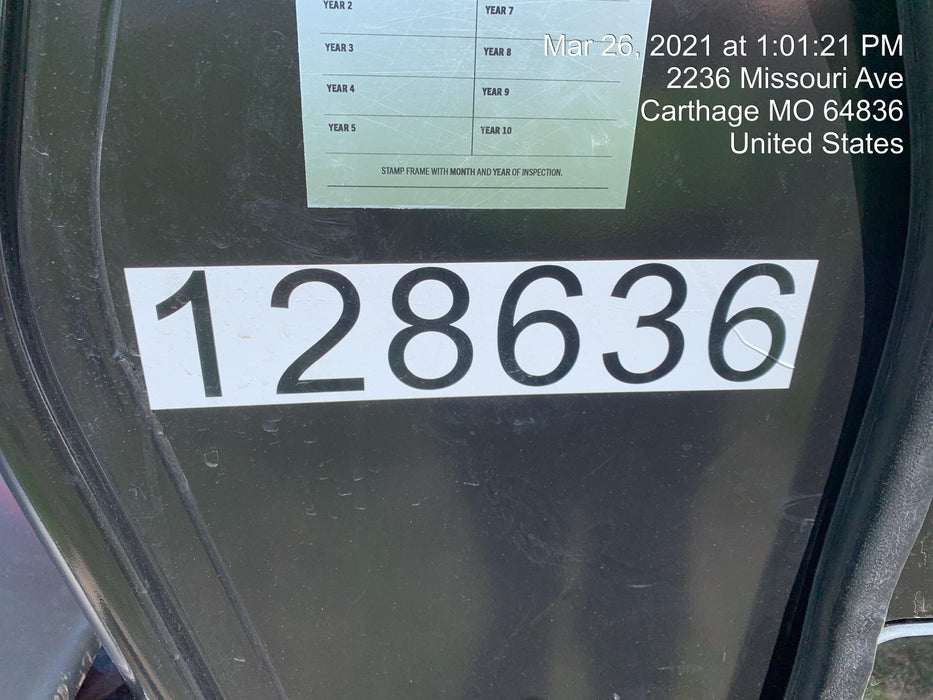 YEAR 2
YEAR 7
YEAR 3
YEAR 8
YEAR 4
YEAR 9
YEAR 5
YEAR 10
STAMP FRAME WITH MONTH AND YEAR OF INSPECTION.
Mar 26, 2021 at 1:01:21 PM
2236 Missouri Ave
Carthage MO 64836
United States
128636